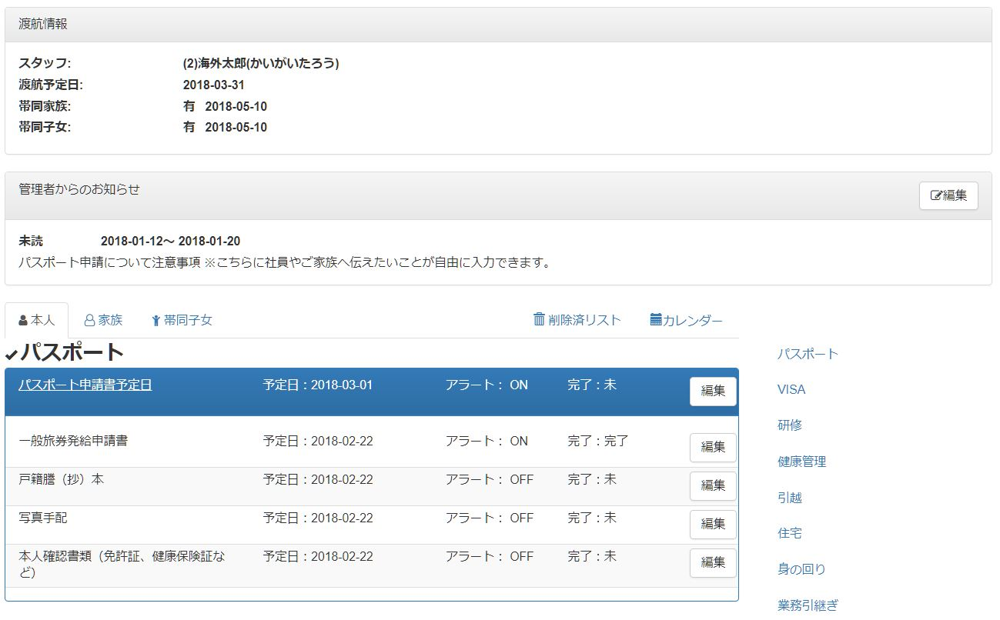 渡航情報
スタッフ: (2)海外太郎(かいがいたろう)
渡航予定日: 2018-03-31
帯同家族: 有 2018-05-10
帯同子女: 有 2018-05-10
管理者からのお知らせ 編集
未読 2018-01-12～ 2018-01-20
パスポート申請について注意事項 ※こちらに社員やご家族へ伝えたいことが自由に入力できます。
本人 家族 帯同子女 削除済リスト カレンダー
パスポート
パスポート申請書予定日 予定日：2018-03-01 アラート： ON 完了：未 編集
一般旅券発給申請書 予定日：2018-02-22 アラート： ON 完了：完了 編集
戸籍謄（抄）本 予定日：2018-02-22 アラート： OFF 完了：未 編集
写真手配 予定日：2018-02-22 アラート： OFF 完了：未 編集
本人確認書類（免許証、健康保険証な 予定日：2018-02-22 アラート： OFF 完了：未 編集
ど）
パスポート
VISA
研修
健康管理
引越
住宅
身の回り
業務引継ぎ